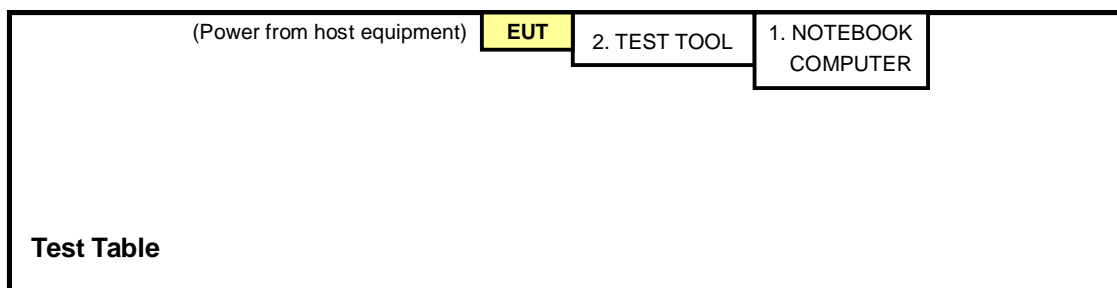 (Power from host equipment)
EUT
2. TEST TOOL
1. NOTEBOOK
COMPUTER
Test Table